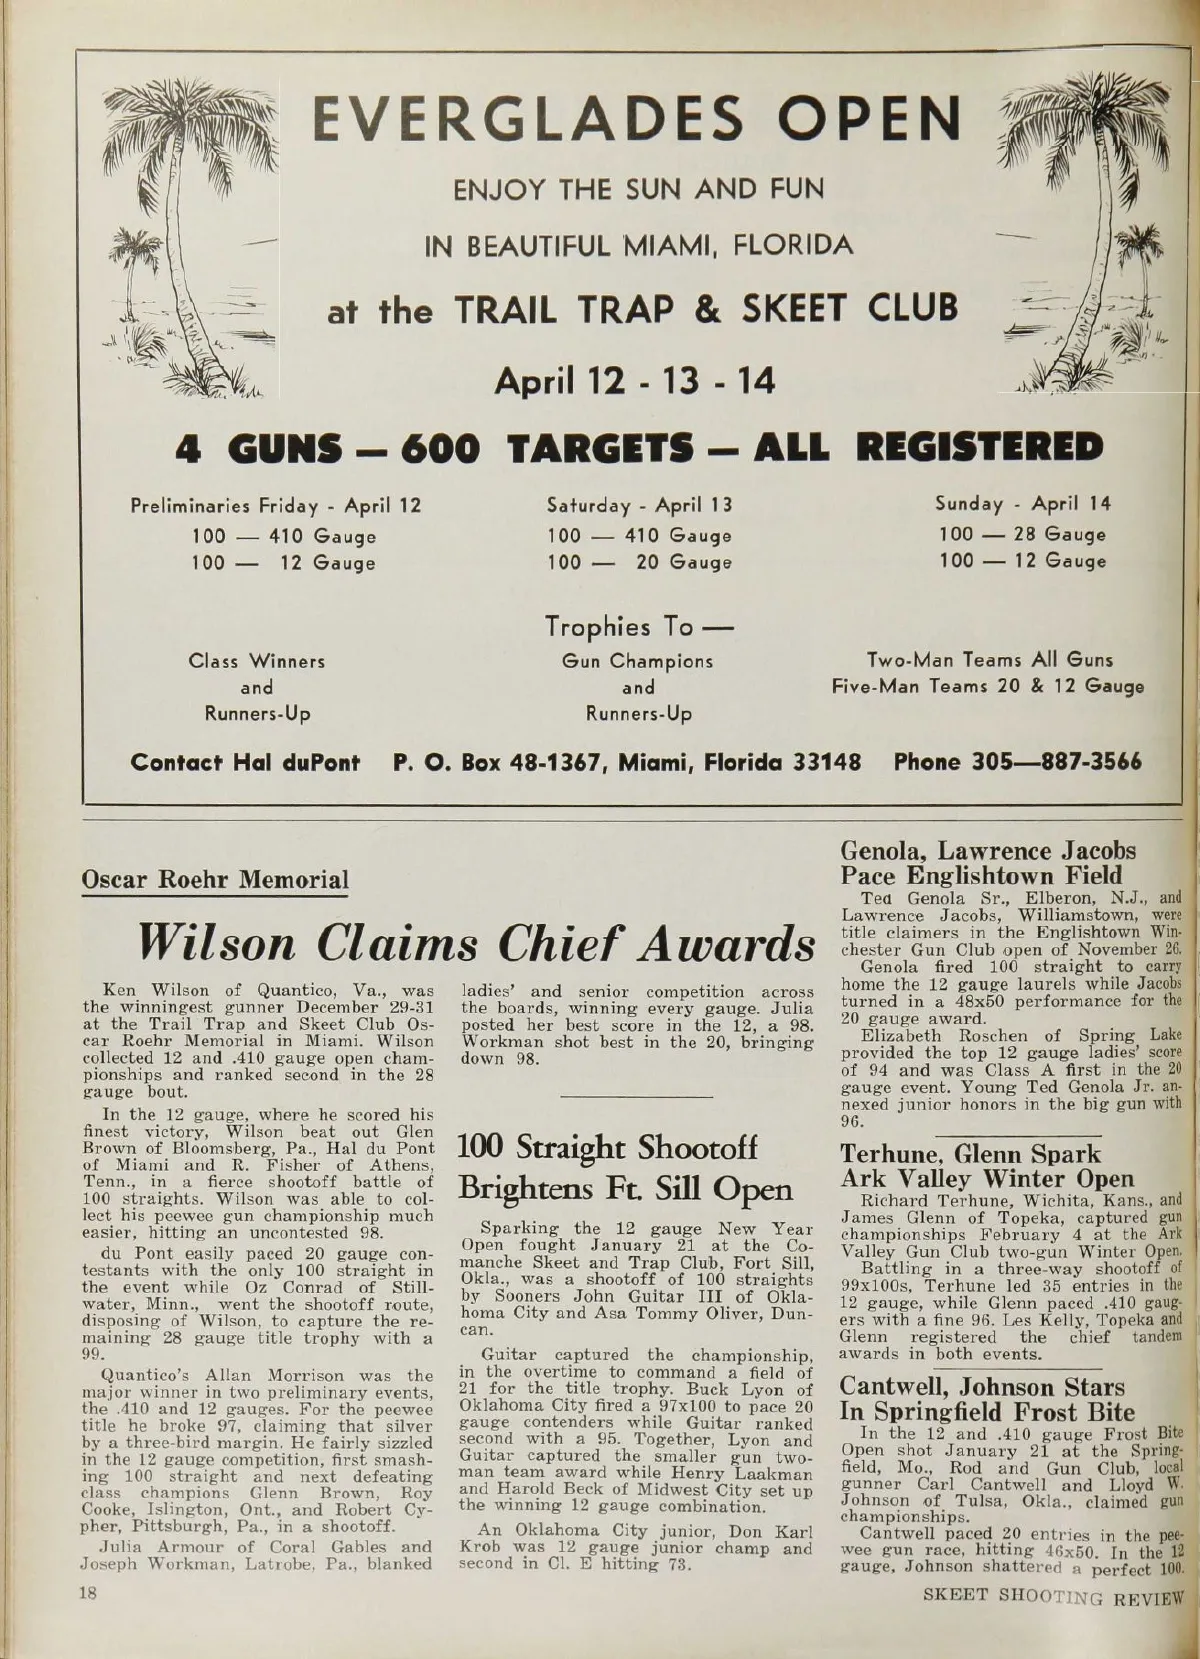 EVERGLADES OPEN
ENJOY THE SUN AND FUN
IN BEAUTIFUL MIAMI, FLORIDA
at the TRAIL TRAP & SKEET CLUB
April 12 - 13 - 14
4 GUNS — 600 TARGETS — ALL REGISTERED
Preliminaries Friday - April 12
100 — 410 Gauge
100 — 12 Gauge
Saturday - April 13
100 — 410 Gauge
100 — 20 Gauge
Sunday - April 14
100 — 28 Gauge
100 — 12 Gauge
Trophies To —
Class Winners
and
Runners-Up
Gun Champions
and
Runners-Up
Two-Man Teams All Guns
Five-Man Teams 20 & 12 Gauge
Contact Hal duPont P. O. Box 48-1367, Miami, Florida 33148 Phone 305—887-3566
Oscar Roehr Memorial
Wilson Claims Chief Awards
Ken Wilson of Quantico, Va., was
the winningest gunner December 29-31
at the Trail Trap and Skeet Club Os-
car Roehr Memorial in Miami. Wilson
collected 12 and .410 gauge open cham-
pionships and ranked second in the 28
gauge bout.
In the 12 gauge, where he scored his
finest victory, Wilson beat out Glen
Brown of Bloomsberg, Pa., Hal du Pont
of Miami and R. Fisher of Athens,
Tenn., in a fierce shootoff battle of
100 straights. Wilson was able to col-
lect his peewee gun championship much
easier, hitting an uncontested 98.
du Pont easily paced 20 gauge con-
testants with the only 100 straight in
the event while Oz Conrad of Still-
water, Minn., went the shootoff route,
disposing of Wilson, to capture the re-
maining 28 gauge title trophy with a
99.
Quantico's Allan Morrison was the
major winner in two preliminary events,
the .410 and 12 gauges. For the peewee
title he broke 97, claiming that silver
by a three-bird margin. He fairly sizzled
in the 12 gauge competition, first smash-
ing 100 straight and next defeating
class champions Glenn Brown, Roy
Cooke, Islington, Ont., and Robert Cy-
pher, Pittsburgh, Pa., in a shootoff.
Julia Armour of Coral Gables and
Joseph Workman, Latrobe, Pa., blanked
ladies' and senior competition across
the boards, winning every gauge. Julia
posted her best score in the 12, a 98.
Workman shot best in the 20, bringing
down 98.
100 Straight Shootoff
Brightens Ft. Sill Open
Sparking the 12 gauge New Year
Open fought January 21 at the Co-
manche Skeet and Trap Club, Fort Sill,
Okla., was a shootoff of 100 straights
by Sooners John Guitar III of Okla-
homa City and Asa Tommy Oliver, Dun-
can.
Guitar captured the championship,
in the overtime to command a field of
21 for the title trophy. Buck Lyon of
Oklahoma City fired a 97x100 to pace 20
gauge contenders while Guitar ranked
second with a 95. Together, Lyon and
Guitar captured the smaller gun two-
man team award while Henry Laakman
and Harold Beck of Midwest City set up
the winning 12 gauge combination.
An Oklahoma City junior, Don Karl
Krob was 12 gauge junior champ and
second in Cl. E hitting 73.
Genola, Lawrence Jacobs
Pace Englishtown Field
Ted Genola Sr., Elberon, N.J., and
Lawrence Jacobs, Williamstown, were
title claimers in the Englishtown Win-
chester Gun Club open of November 26.
Genola fired 100 straight to carry
home the 12 gauge laurels while Jacobs
turned in a 48x50 performance for the
20 gauge award.
Elizabeth Roschen of Spring Lake
provided the top 12 gauge ladies' score
of 94 and was Class A first in the 20
gauge event. Young Ted Genola Jr. an-
nexed junior honors in the big gun with
96.
Terhune, Glenn Spark
Ark Valley Winter Open
Richard Terhune, Wichita, Kans., and
James Glenn of Topeka, captured gun
championships February 4 at the Ark
Valley Gun Club two-gun Winter Open.
Battling in a three-way shootoff of
99x100s, Terhune led 35 entries in the
12 gauge, while Glenn paced .410 gaug-
ers with a fine 96. Les Kelly, Topeka and
Glenn registered the chief tandem
awards in both events.
Cantwell, Johnson Stars
In Springfield Frost Bite
In the 12 and .410 gauge Frost Bite
Open shot January 21 at the Spring-
field, Mo., Rod and Gun Club, local
gunner Carl Cantwell and Lloyd W.
Johnson of Tulsa, Okla., claimed gun
championships.
Cantwell paced 20 entries in the pee-
wee gun race, hitting 46x50. In the 12
gauge, Johnson shattered a perfect 100.
18
SKEET SHOOTING REVIEW